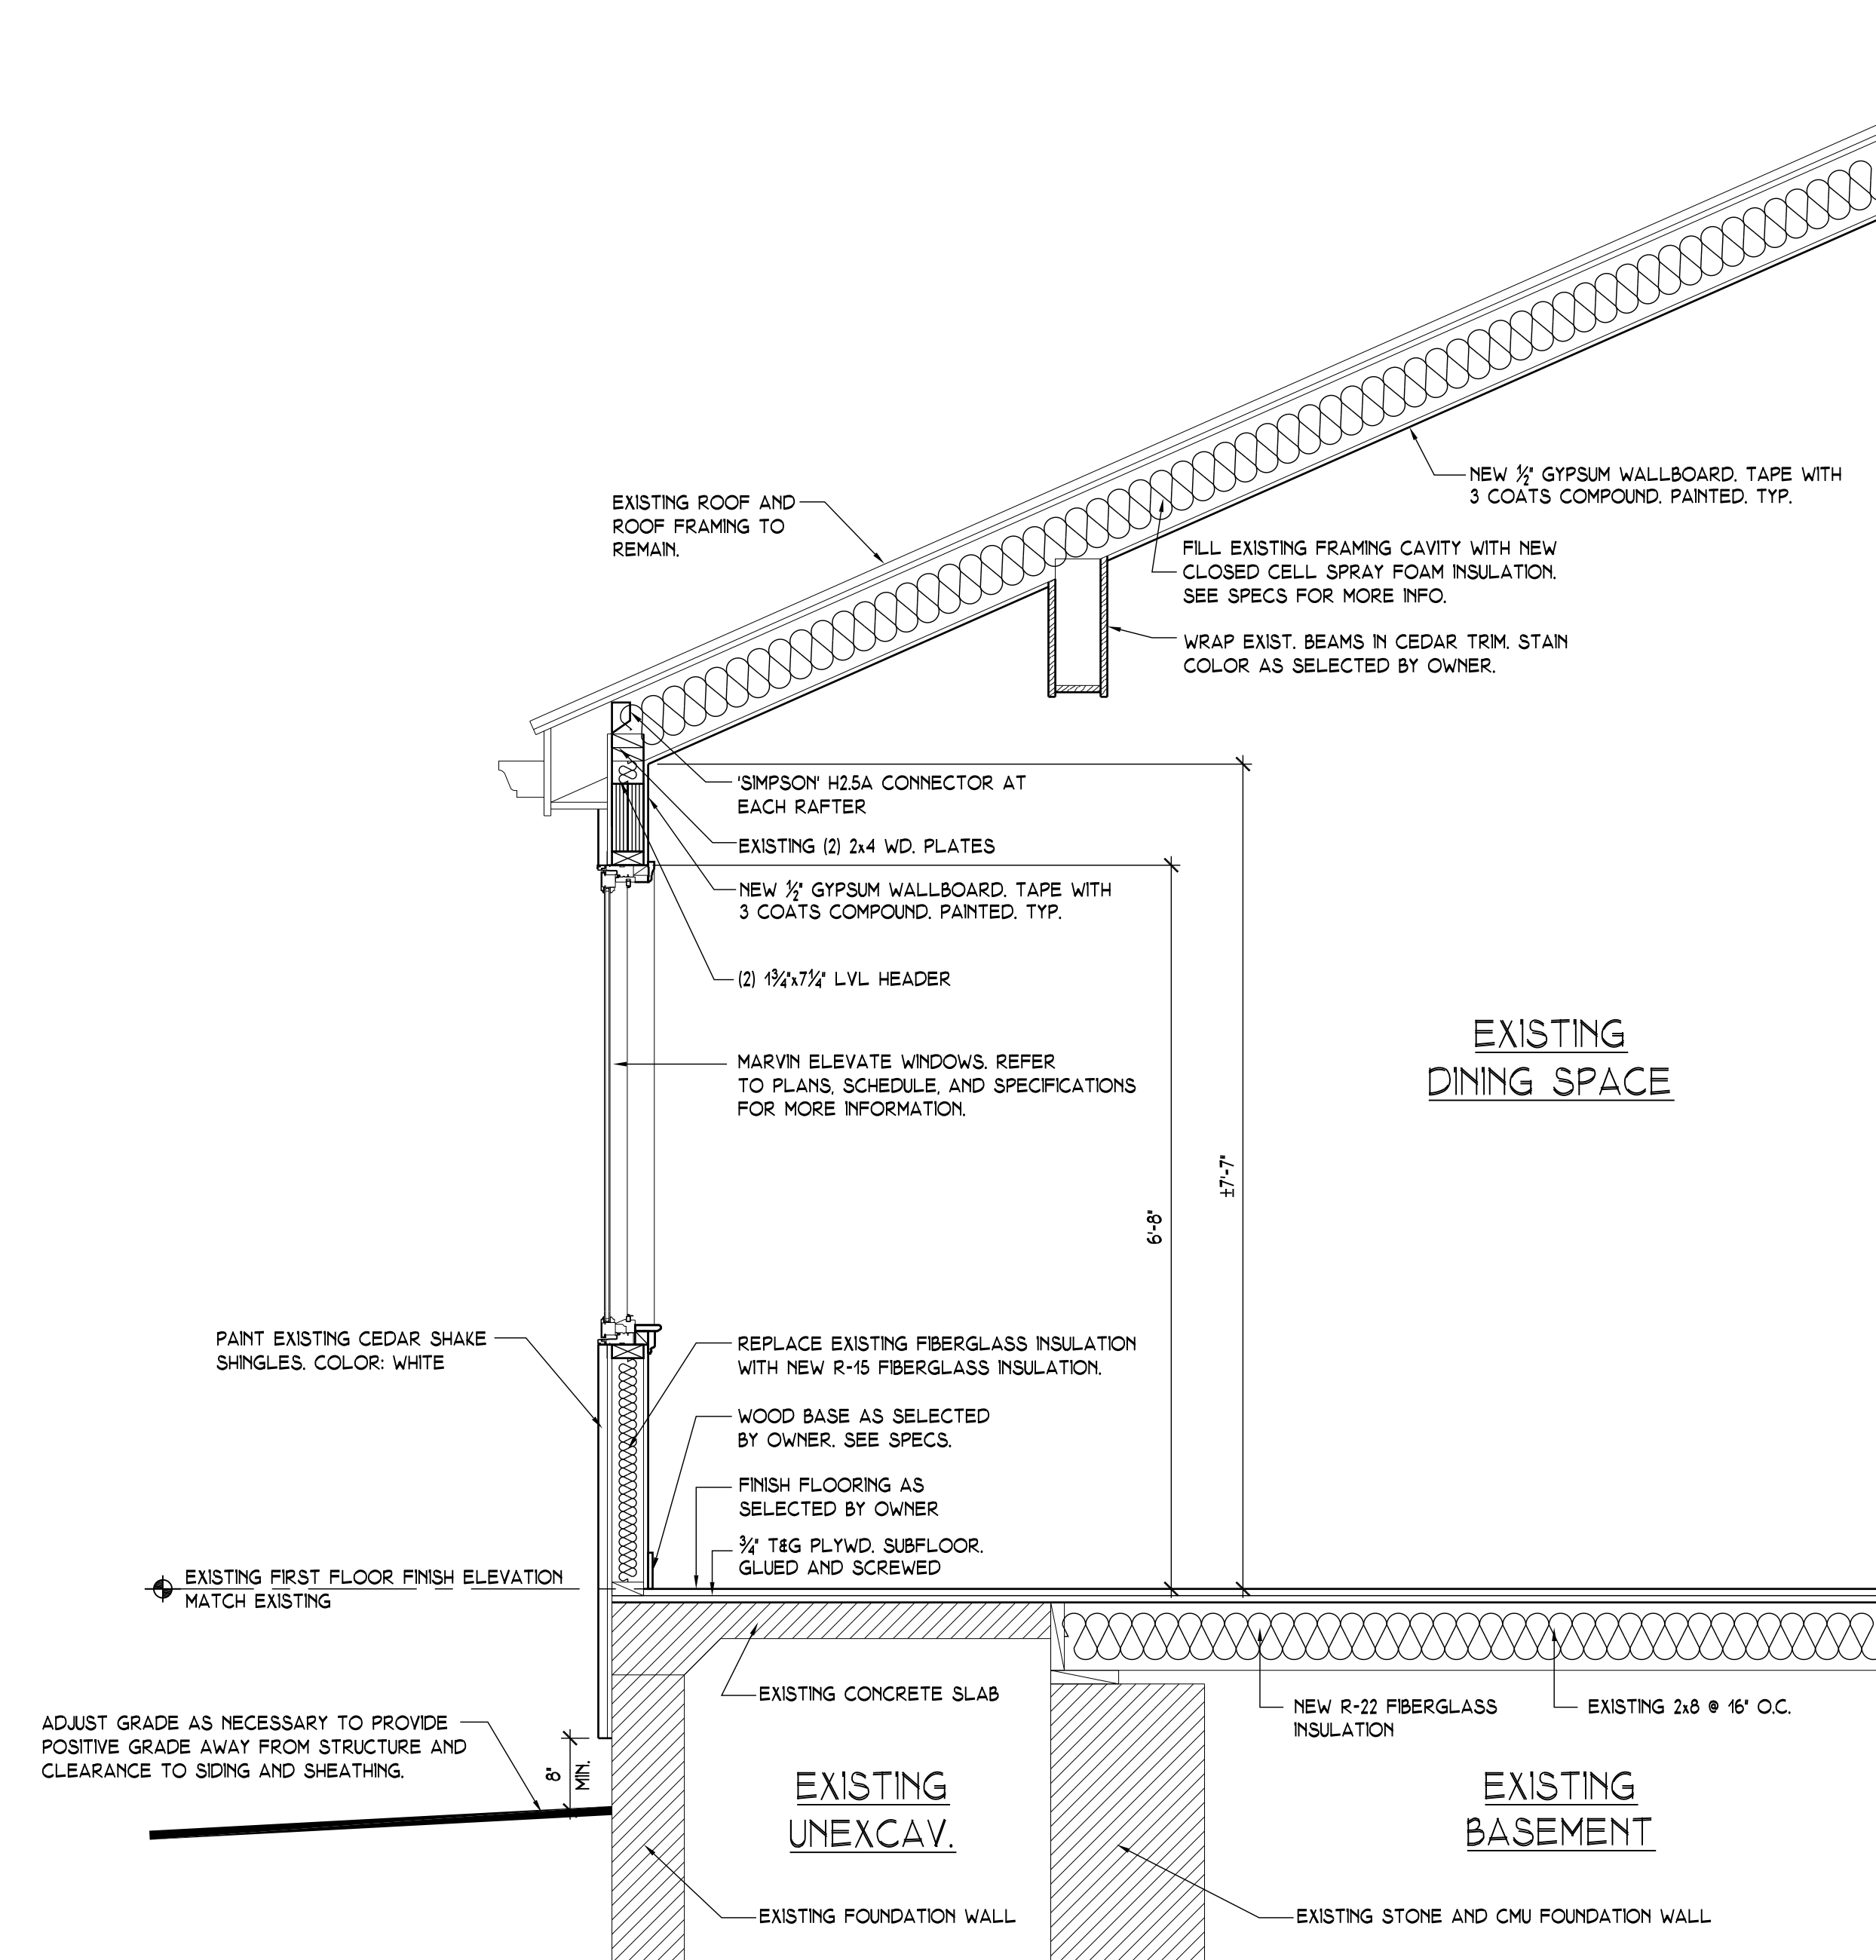 NEW ½" GYPSUM WALLBOARD. TAPE WITH
3 COATS COMPOUND. PAINTED. TYP.
EXISTING ROOF AND
ROOF FRAMING TO
REMAIN.
FILL EXISTING FRAMING CAVITY WITH NEW
CLOSED CELL SPRAY FOAM INSULATION.
SEE SPECS FOR MORE INFO.
WRAP EXIST. BEAMS IN CEDAR TRIM. STAIN
COLOR AS SELECTED BY OWNER.
'SIMPSON' H2.5A CONNECTOR AT
EACH RAFTER
EXISTING (2) 2x4 WD. PLATES
NEW ½" GYPSUM WALLBOARD. TAPE WITH
3 COATS COMPOUND. PAINTED. TYP.
(2) 1¾"x7¼" LVL HEADER
EXISTING
DINING SPACE
MARVIN ELEVATE WINDOWS. REFER
TO PLANS, SCHEDULE, AND SPECIFICATIONS
FOR MORE INFORMATION.
±7'-7"
6'-8"
PAINT EXISTING CEDAR SHAKE
SHINGLES. COLOR: WHITE
REPLACE EXISTING FIBERGLASS INSULATION
WITH NEW R-15 FIBERGLASS INSULATION.
WOOD BASE AS SELECTED
BY OWNER. SEE SPECS.
FINISH FLOORING AS
SELECTED BY OWNER
¾" T&G PLYWD. SUBFLOOR.
GLUED AND SCREWED
EXISTING FIRST FLOOR FINISH ELEVATION
MATCH EXISTING
EXISTING CONCRETE SLAB
NEW R-22 FIBERGLASS
INSULATION
EXISTING 2x8 @ 16" O.C.
ADJUST GRADE AS NECESSARY TO PROVIDE
POSITIVE GRADE AWAY FROM STRUCTURE AND
CLEARANCE TO SIDING AND SHEATHING.
8"
MIN.
EXISTING
UNEXCAV.
EXISTING
BASEMENT
EXISTING FOUNDATION WALL
EXISTING STONE AND CMU FOUNDATION WALL